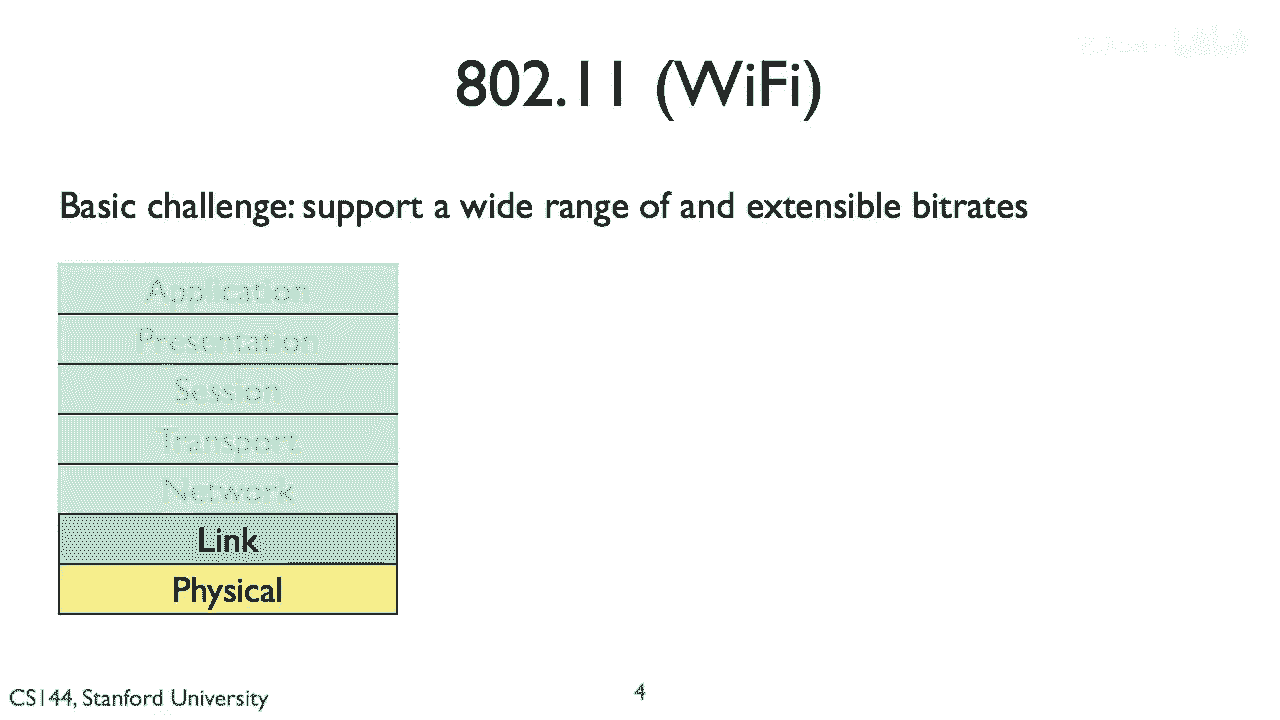 802.11 (WiFi)
Basic challenge: support a wide range of and extensible bitrates
Application
Presentation
Session
Transport
Network
Link
Physical
CS144, Stanford University
4